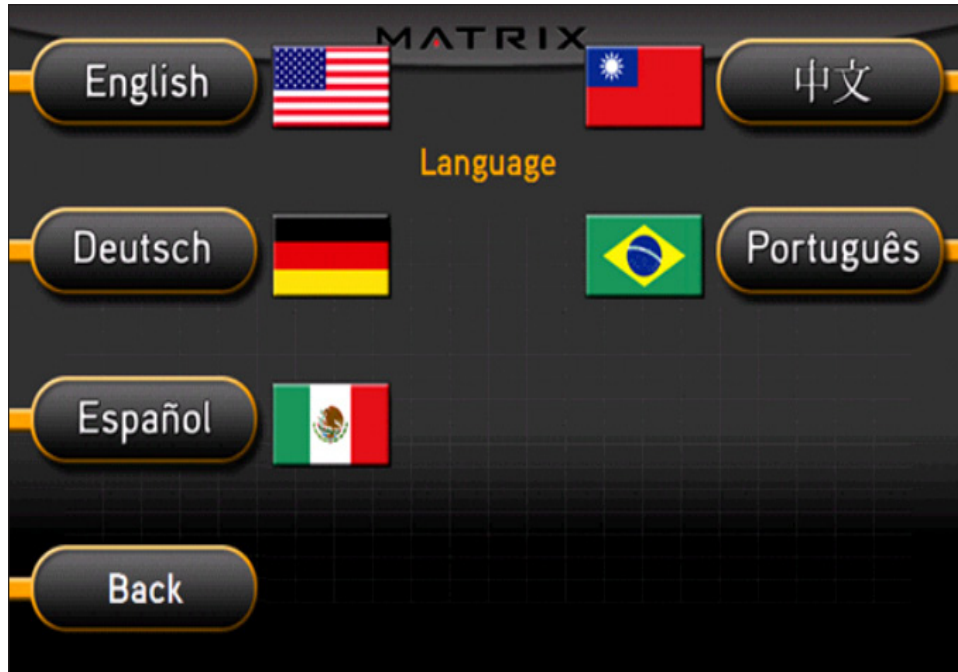 MATRIX
English
中文
Language
Deutsch
Português
Español
Back